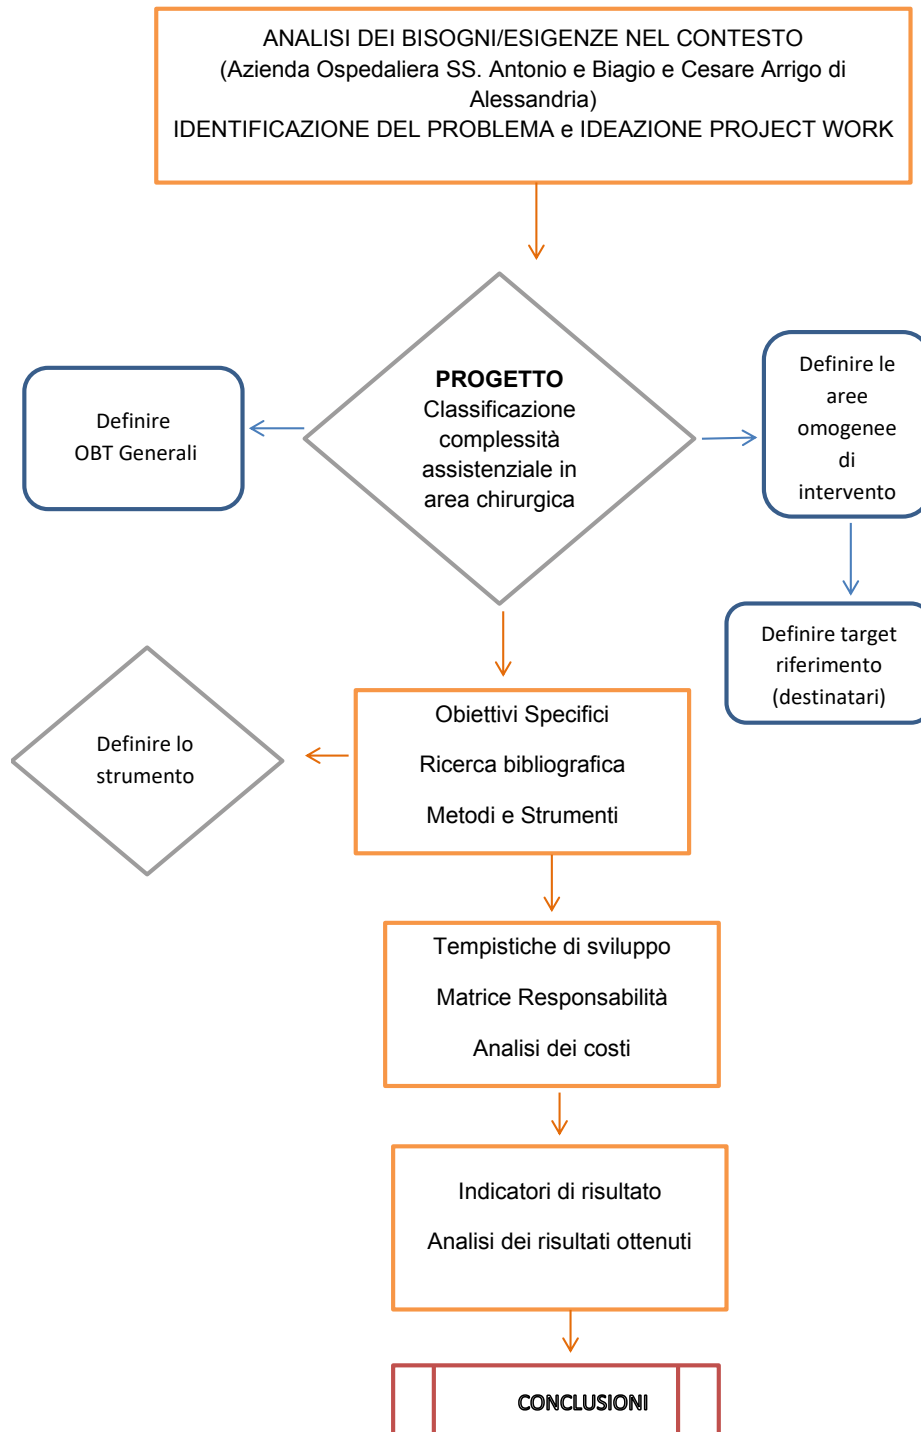 ANALISI DEI BISOGNI/ESIGENZE NEL CONTESTO
(Azienda Ospedaliera SS. Antonio e Biagio e Cesare Arrigo di
Alessandria)
IDENTIFICAZIONE DEL PROBLEMA e IDEAZIONE PROJECT WORK
PROGETTO
Classificazione
complessità
assistenziale in
area chirurgica
Definire
OBT Generali
Definire le
aree
omogenee
di
intervento
Definire target
riferimento
(destinatari)
Obiettivi Specifici
Ricerca bibliografica
Metodi e Strumenti
Definire lo
strumento
Tempistiche di sviluppo
Matrice Responsabilità
Analisi dei costi
Indicatori di risultato
Analisi dei risultati ottenuti
CONCLUSIONI